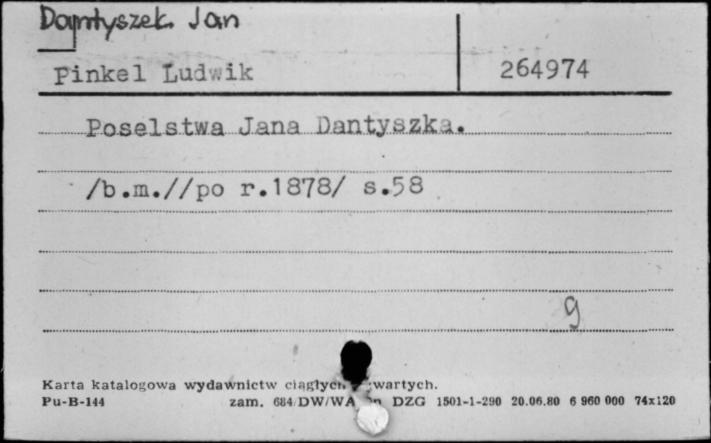 Dantyszek Jan
Pinkel Ludwik 264974
Poselstwa Jana Dantyszka.
/b.m.//po r.1878/ s.58
9
Karta katalogowa wydawnictw ciągłych wartych.
Pu-B-144 zam. 684/DW/WA DZG 1501-1-290 20.06.80 6 960 000 74x120